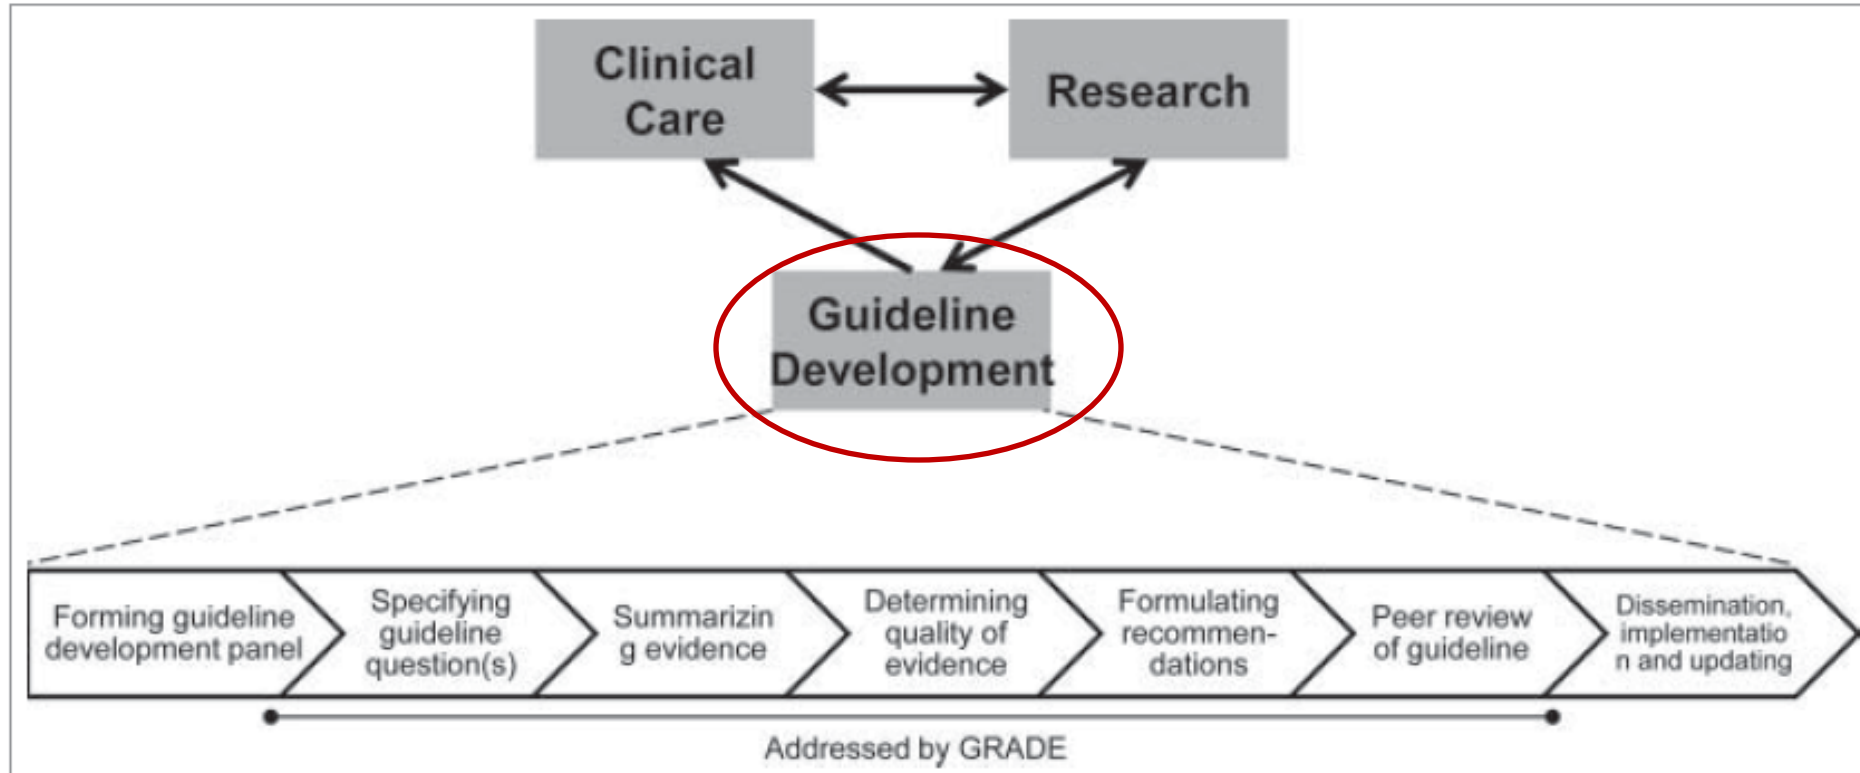 Clinical
Care
Research
Guideline
Development
Forming guideline
development panel
Specifying
guideline
question(s)
Summarizin
g evidence
Determining
quality of
evidence
Formulating
recommen-
dations
Peer review
of guideline
Dissemination,
implementatio
n and updating
Addressed by GRADE